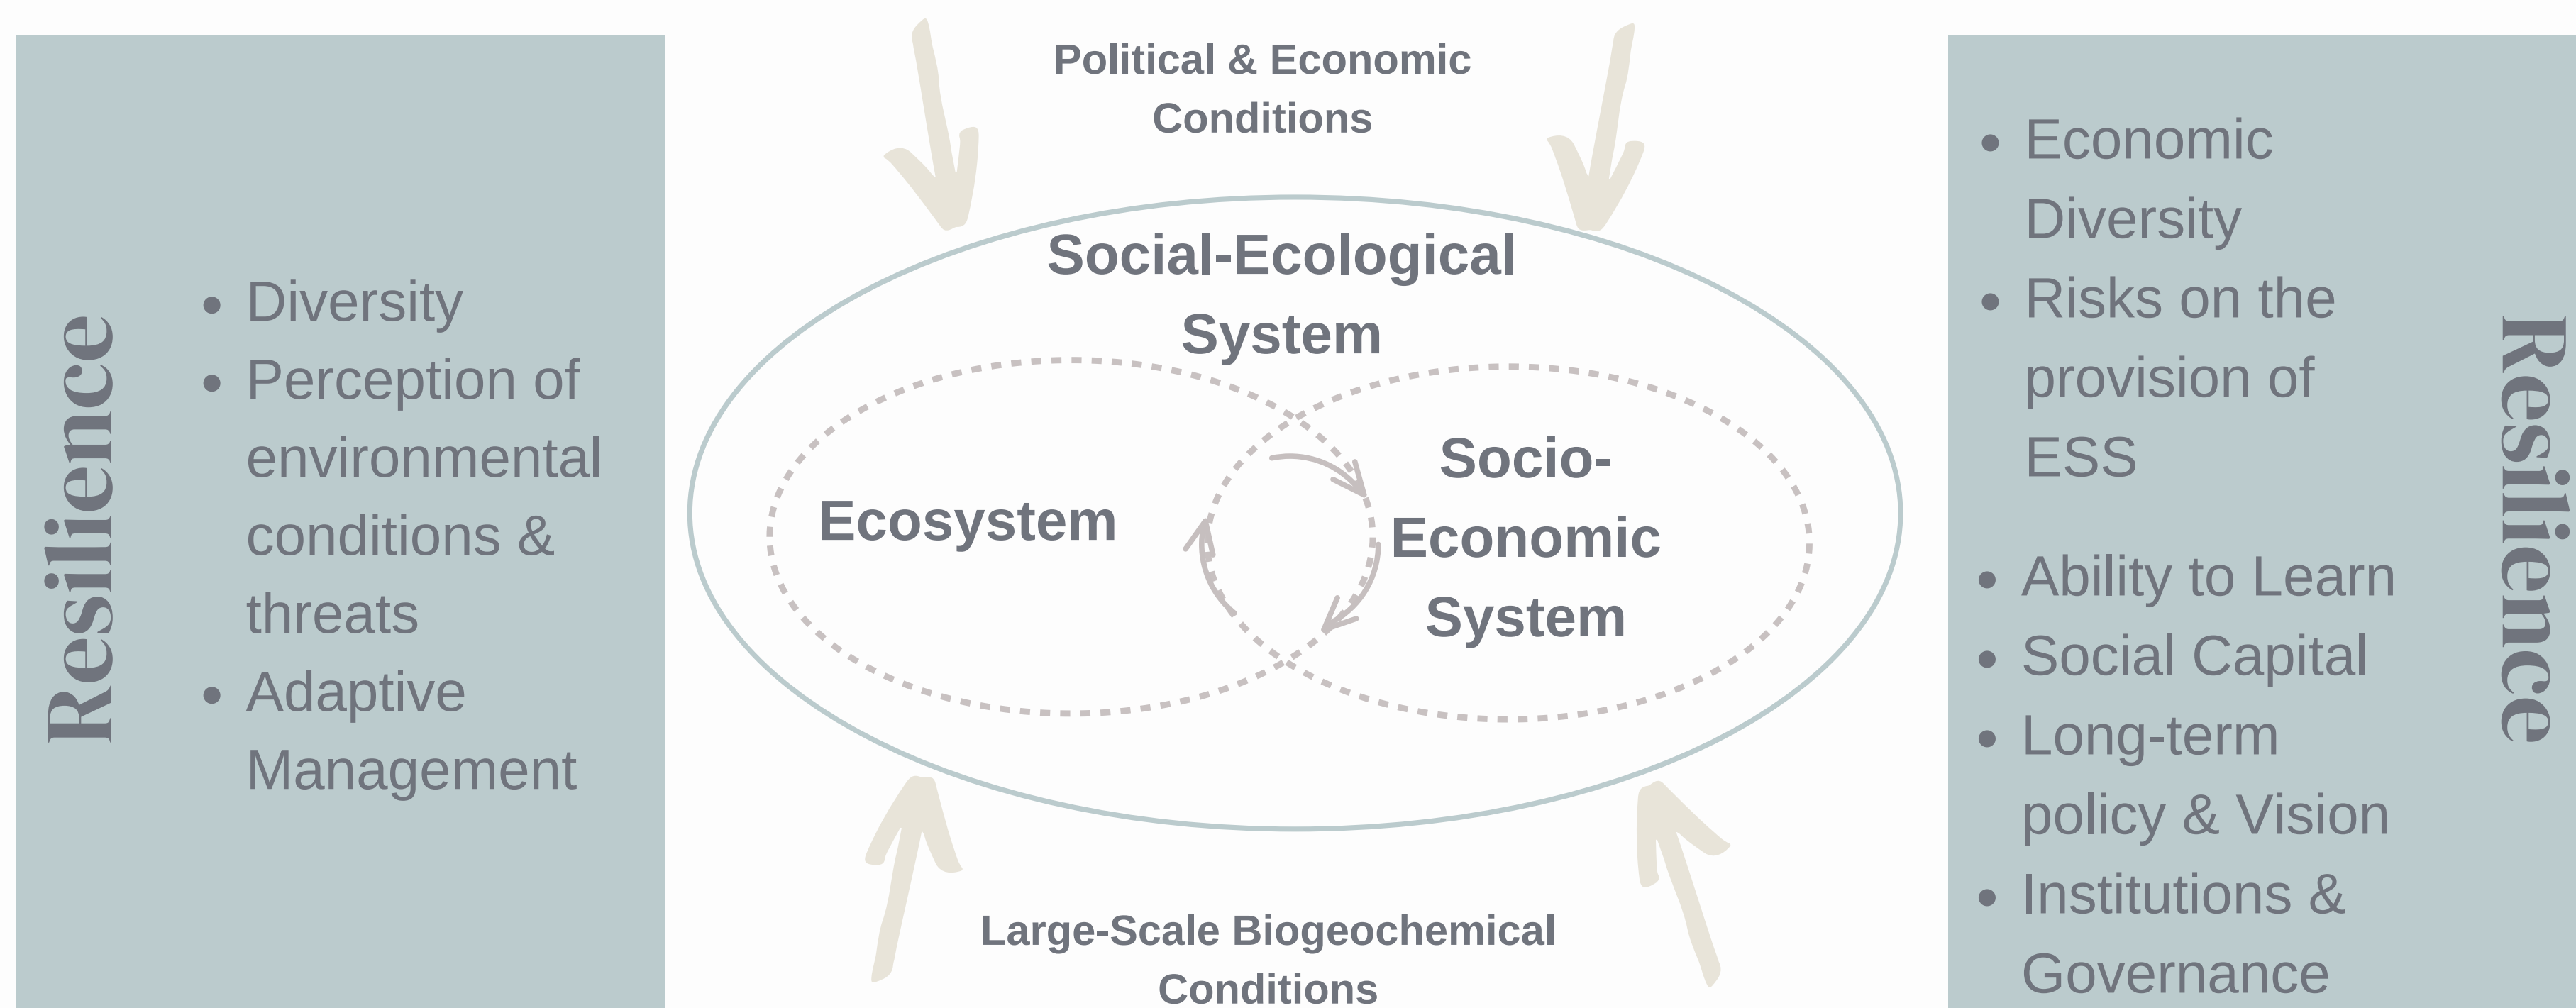 Resilience
• Diversity
• Perception of
environmental
conditions &
threats
• Adaptive
Management
Political & Economic
Conditions
Social-Ecological
System
Ecosystem
Socio-
Economic
System
Large-Scale Biogeochemical
Conditions
• Economic
Diversity
• Risks on the
provision of
ESS
• Ability to Learn
• Social Capital
• Long-term
policy & Vision
• Institutions &
Governance
Resilience